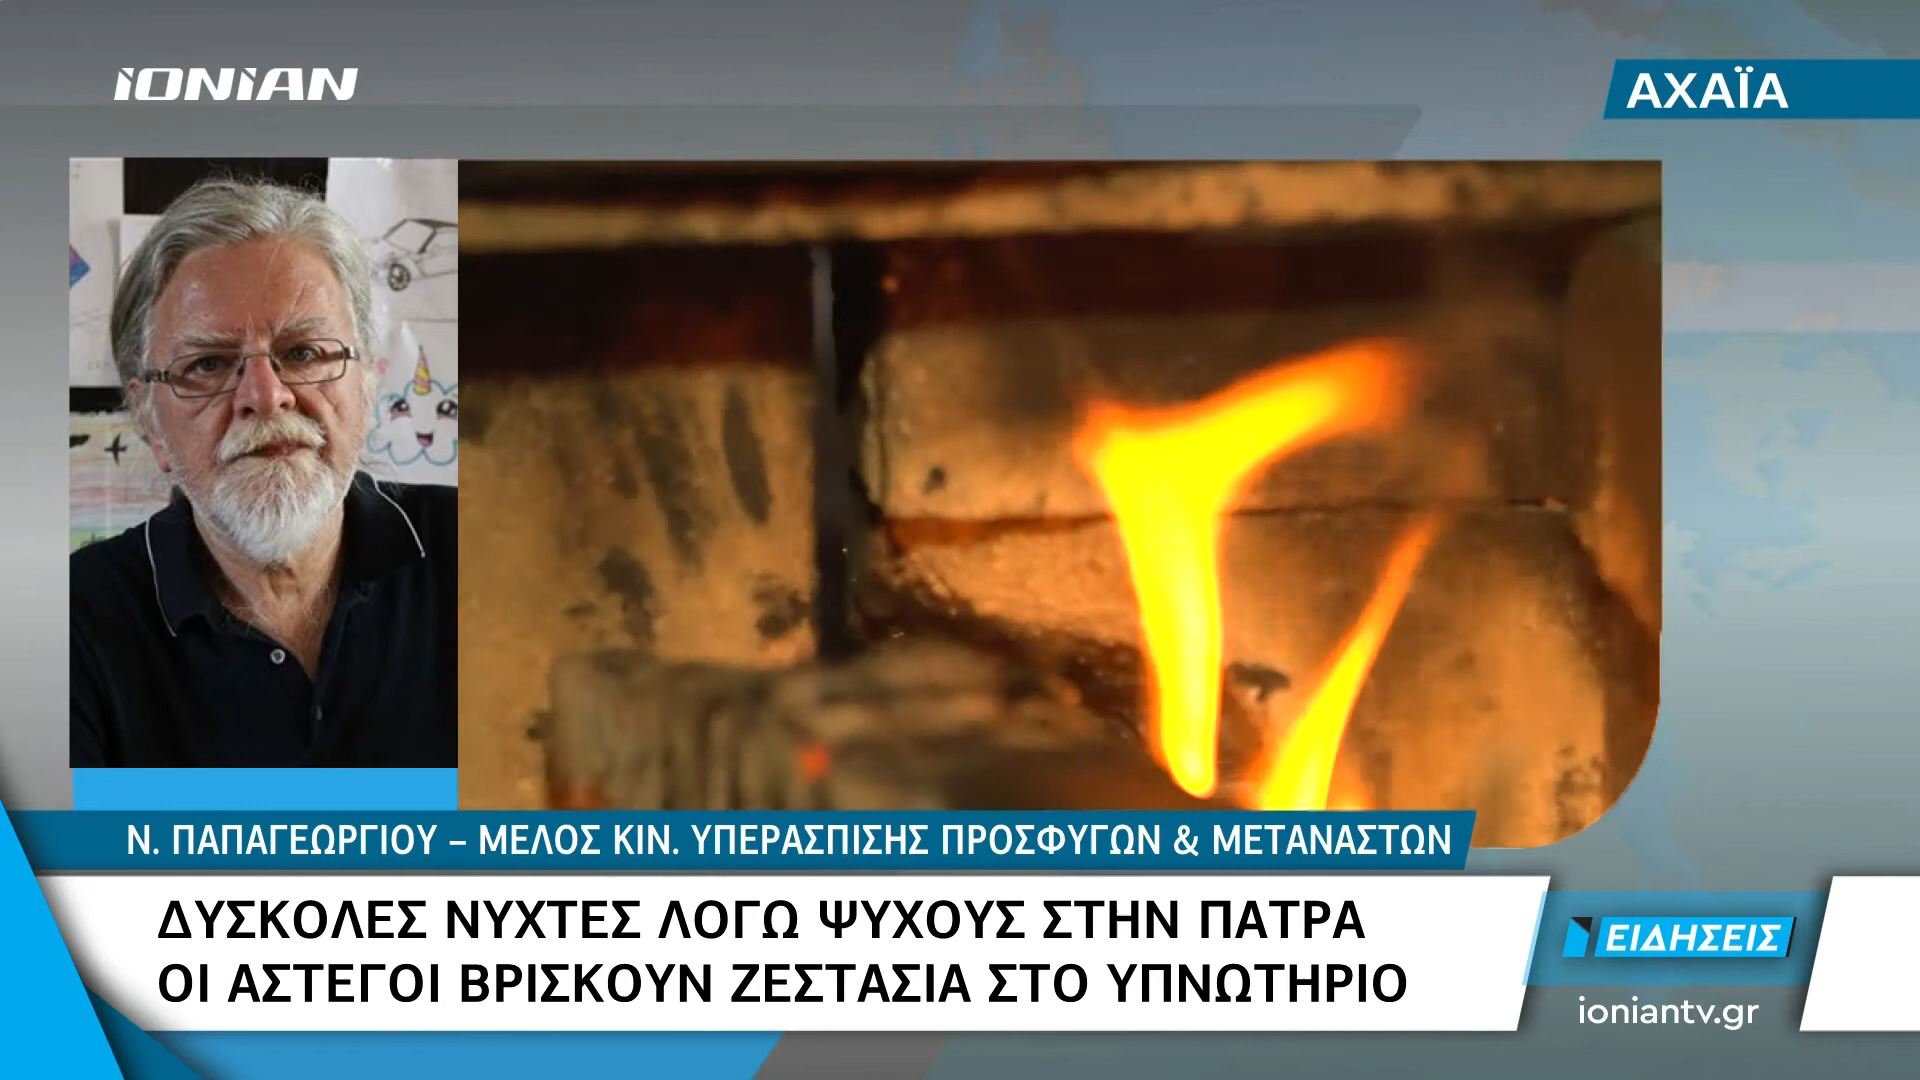 IONIAN
ΑΧΑΪΑ
Ν. ΠΑΠΑΓΕΩΡΓΙΟΥ – ΜΕΛΟΣ ΚΙΝ. ΥΠΕΡΑΣΠΙΣΗΣ ΠΡΟΣΦΥΓΩΝ & ΜΕΤΑΝΑΣΤΩΝ
ΔΥΣΚΟΛΕΣ ΝΥΧΤΕΣ ΛΟΓΩ ΨΥΧΟΥΣ ΣΤΗΝ ΠΑΤΡΑ
ΟΙ ΑΣΤΕΓΟΙ ΒΡΙΣΚΟΥΝ ΖΕΣΤΑΣΙΑ ΣΤΟ ΥΠΝΩΤΗΡΙΟ
ΕΙΔΗΣΕΙΣ
ioniantv.gr